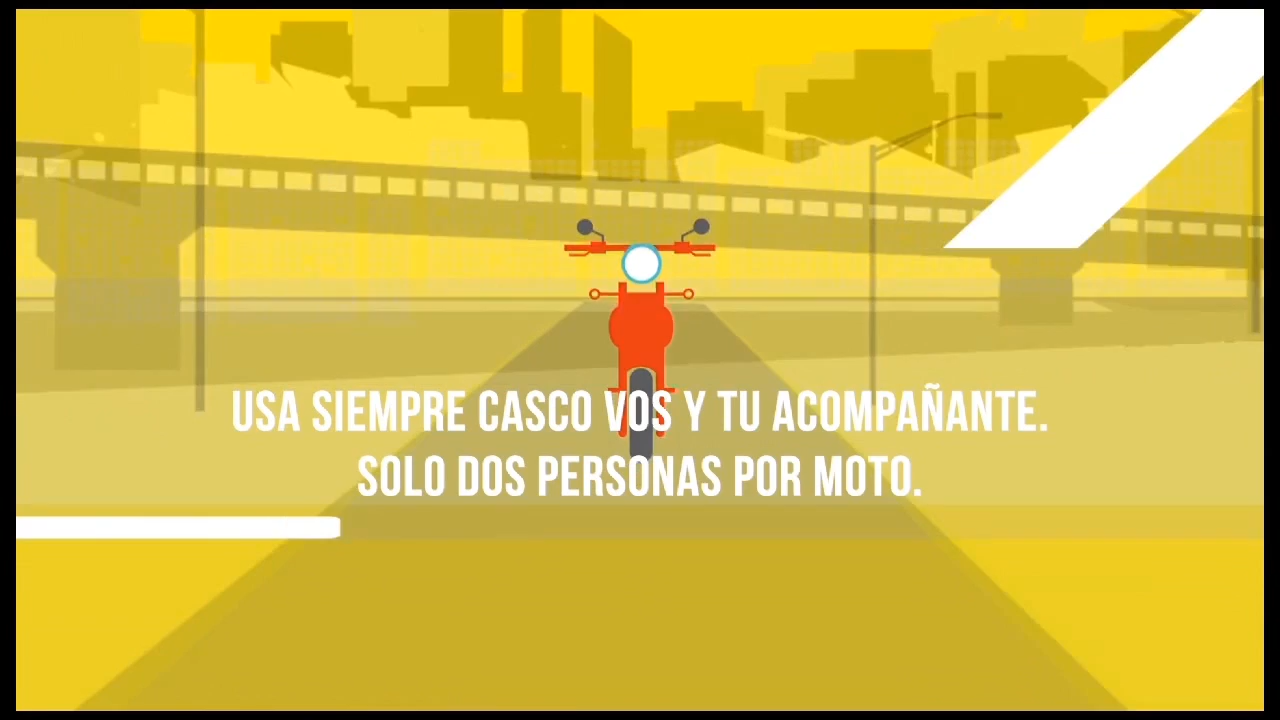 USA SIEMPRE CASCO VOS Y TU ACOMPAÑANTE.
SOLO DOS PERSONAS POR MOTO.